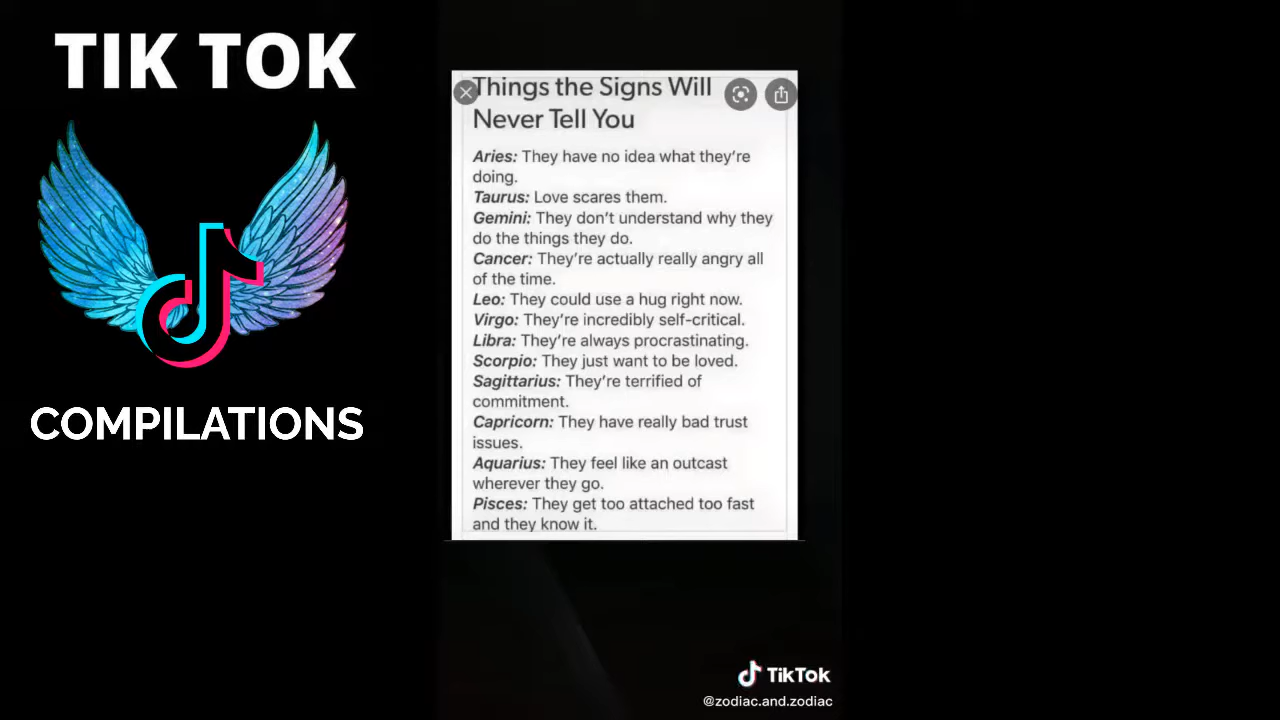 TIK TOK
COMPILATIONS
Things the Signs Will
Never Tell You
Aries: They have no idea what they’re
doing.
Taurus: Love scares them.
Gemini: They don’t understand why they
do the things they do.
Cancer: They’re actually really angry all
of the time.
Leo: They could use a hug right now.
Virgo: They’re incredibly self-critical.
Libra: They’re always procrastinating.
Scorpio: They just want to be loved.
Sagittarius: They’re terrified of
commitment.
Capricorn: They have really bad trust
issues.
Aquarius: They feel like an outcast
wherever they go.
Pisces: They get too attached too fast
and they know it.
TikTok
@zodiac.and.zodiac